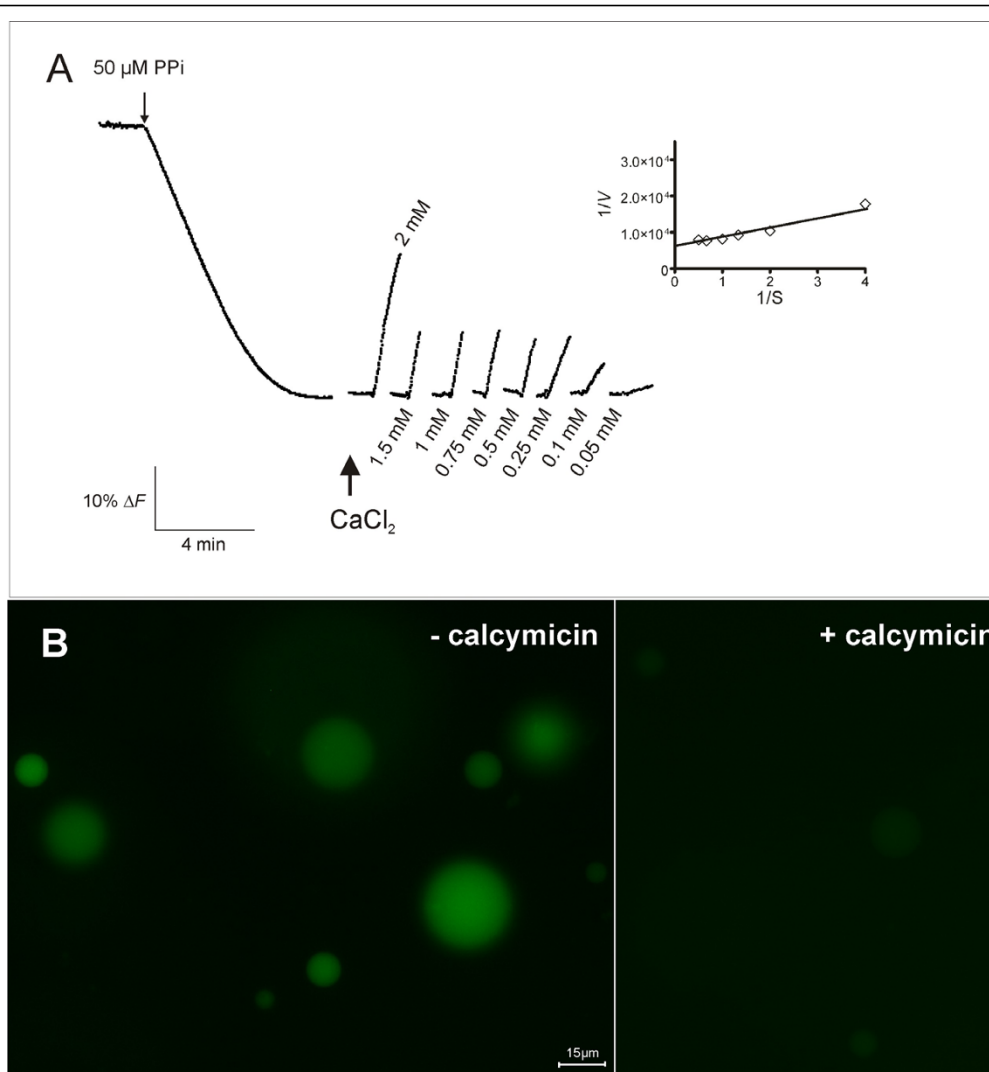 A
50 µM PPi
2 mM
1.5 mM
1 mM
0.75 mM
0.5 mM
0.25 mM
0.1 mM
0.05 mM
CaCl₂
10% ΔF
4 min
1/V
3.0×10⁻⁴
2.0×10⁻⁴
1.0×10⁻⁴
0
0 1 2 3 4
1/S
B
- calcymicin
+ calcymicin
15µm